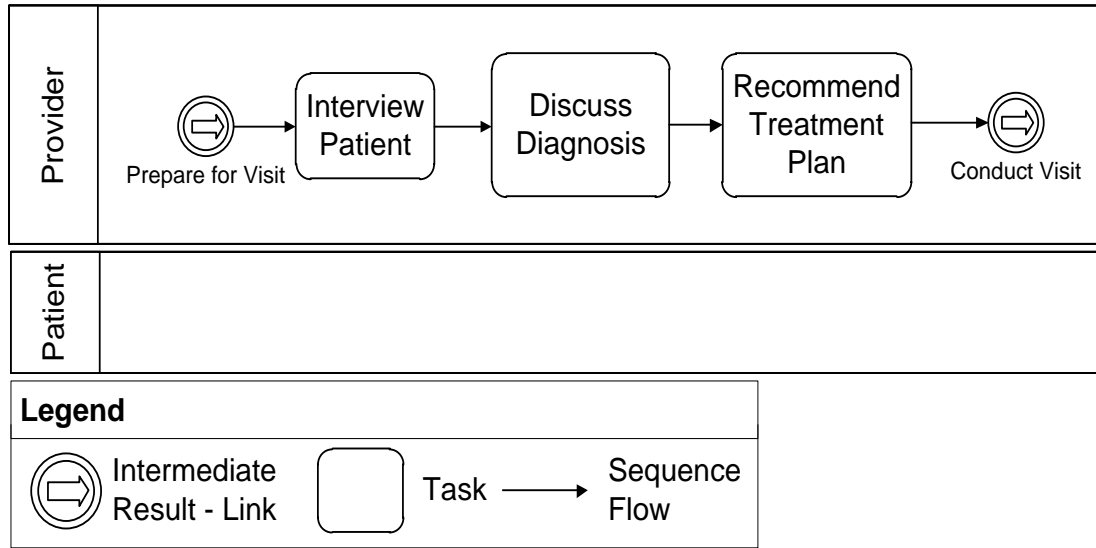 Provider
Prepare for Visit
Interview
Patient
Discuss
Diagnosis
Recommend
Treatment
Plan
Conduct Visit
Patient
Legend
Intermediate
Result - Link
Task
Sequence
Flow